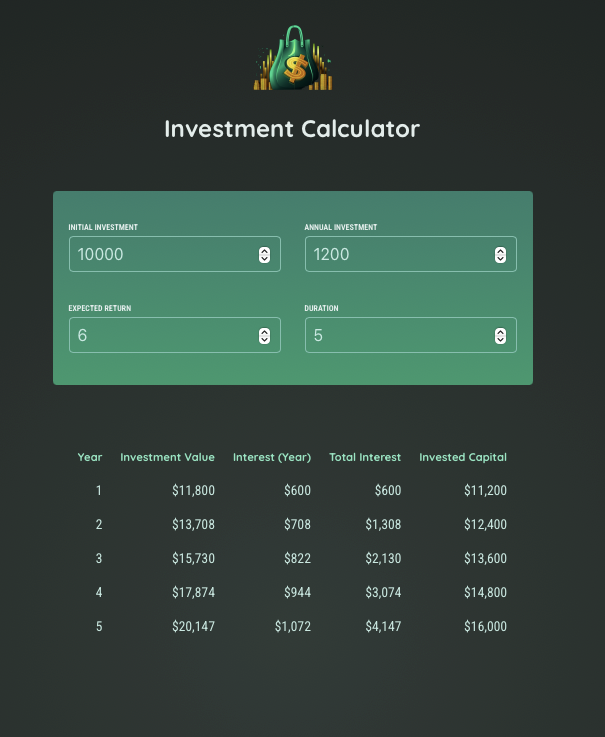 $
Investment Calculator
INITIAL INVESTMENT ANNUAL INVESTMENT
10000 1200
EXPECTED RETURN DURATION
6 5
Year Investment Value Interest (Year) Total Interest Invested Capital
1 $11,800 $600 $600 $11,200
2 $13,708 $708 $1,308 $12,400
3 $15,730 $822 $2,130 $13,600
4 $17,874 $944 $3,074 $14,800
5 $20,147 $1,072 $4,147 $16,000